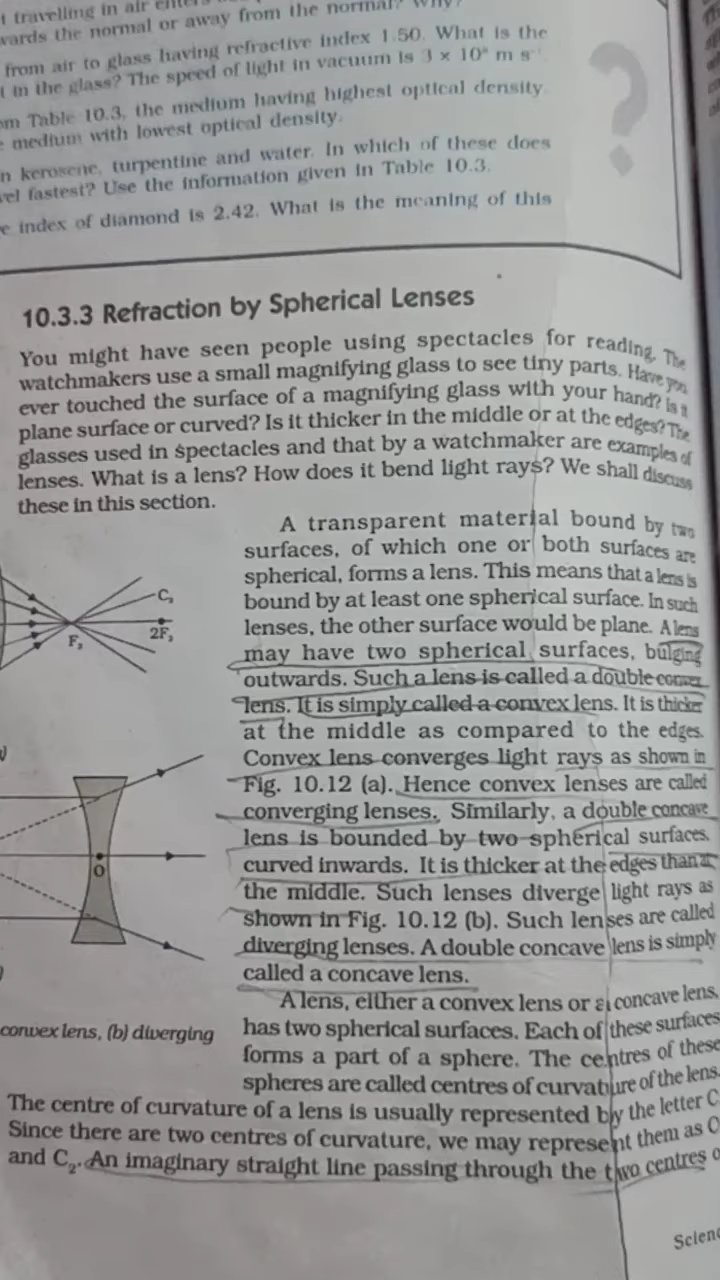 t travelling in air
wards the normal or away from the normal? Why?
from air to glass having refractive index 1.50. What is the
t in the glass? The speed of light in vacuum is 3 × 10⁸ m s⁻¹.
om Table 10.3, the medium having highest optical density.
e medium with lowest optical density.
n kerosene, turpentine and water. In which of these does
vel fastest? Use the information given in Table 10.3.
e index of diamond is 2.42. What is the meaning of this
?
10.3.3 Refraction by Spherical Lenses
You might have seen people using spectacles for reading. The
watchmakers use a small magnifying glass to see tiny parts. Have you
ever touched the surface of a magnifying glass with your hand? Is it
plane surface or curved? Is it thicker in the middle or at the edges? The
glasses used in spectacles and that by a watchmaker are examples of
lenses. What is a lens? How does it bend light rays? We shall discuss
these in this section.
A transparent material bound by two
surfaces, of which one or both surfaces are
spherical, forms a lens. This means that a lens is
bound by at least one spherical surface. In such
lenses, the other surface would be plane. A lens
may have two spherical surfaces, bulging
outwards. Such a lens is called a double convex
lens. It is simply called a convex lens. It is thicker
at the middle as compared to the edges.
Convex lens converges light rays as shown in
Fig. 10.12 (a). Hence convex lenses are called
converging lenses. Similarly, a double concave
lens is bounded by two spherical surfaces,
curved inwards. It is thicker at the edges than at
the middle. Such lenses diverge light rays as
shown in Fig. 10.12 (b). Such lenses are called
diverging lenses. A double concave lens is simply
called a concave lens.
C₂
F₂
2F₂
)
O
)
convex lens, (b) diverging
A lens, either a convex lens or a concave lens,
has two spherical surfaces. Each of these surfaces
forms a part of a sphere. The centres of these
spheres are called centres of curvature of the lens.
The centre of curvature of a lens is usually represented by the letter C.
Since there are two centres of curvature, we may represent them as C
and C₂. An imaginary straight line passing through the two centres o
Scienc